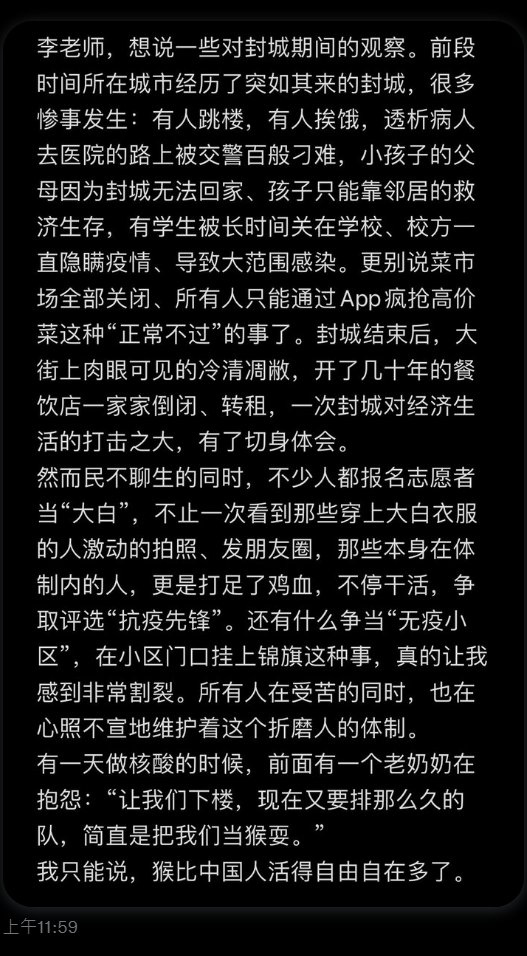 李老师，想说一些对封城期间的观察。前段
时间所在城市经历了突如其来的封城，很多
惨事发生：有人跳楼，有人挨饿，透析病人
去医院的路上被交警百般刁难，小孩子的父
母因为封城无法回家、孩子只能靠邻居的救
济生存，有学生被长时间关在学校、校方一
直隐瞒疫情、导致大范围感染。更别说菜市
场全部关闭、所有人只能通过App疯抢高价
菜这种“正常不过”的事了。封城结束后，大
街上肉眼可见的冷清凋敝，开了几十年的餐
饮店一家家倒闭、转租，一次封城对经济生
活的打击之大，有了切身体会。
然而民不聊生的同时，不少人都报名志愿者
当“大白”，不止一次看到那些穿上大白衣服
的人激动的拍照、发朋友圈，那些本身在体
制内的人，更是打足了鸡血，不停干活，争
取评选“抗疫先锋”。还有什么争当“无疫小
区”，在小区门口挂上锦旗这种事，真的让我
感到非常割裂。所有人在受苦的同时，也在
心照不宣地维护着这个折磨人的体制。
有一天做核酸的时候，前面有一个老奶奶在
抱怨：“让我们下楼，现在又要排那么久的
队，简直是把我们当猴耍。”
我只能说，猴比中国人活得自由自在多了。
上午11:59